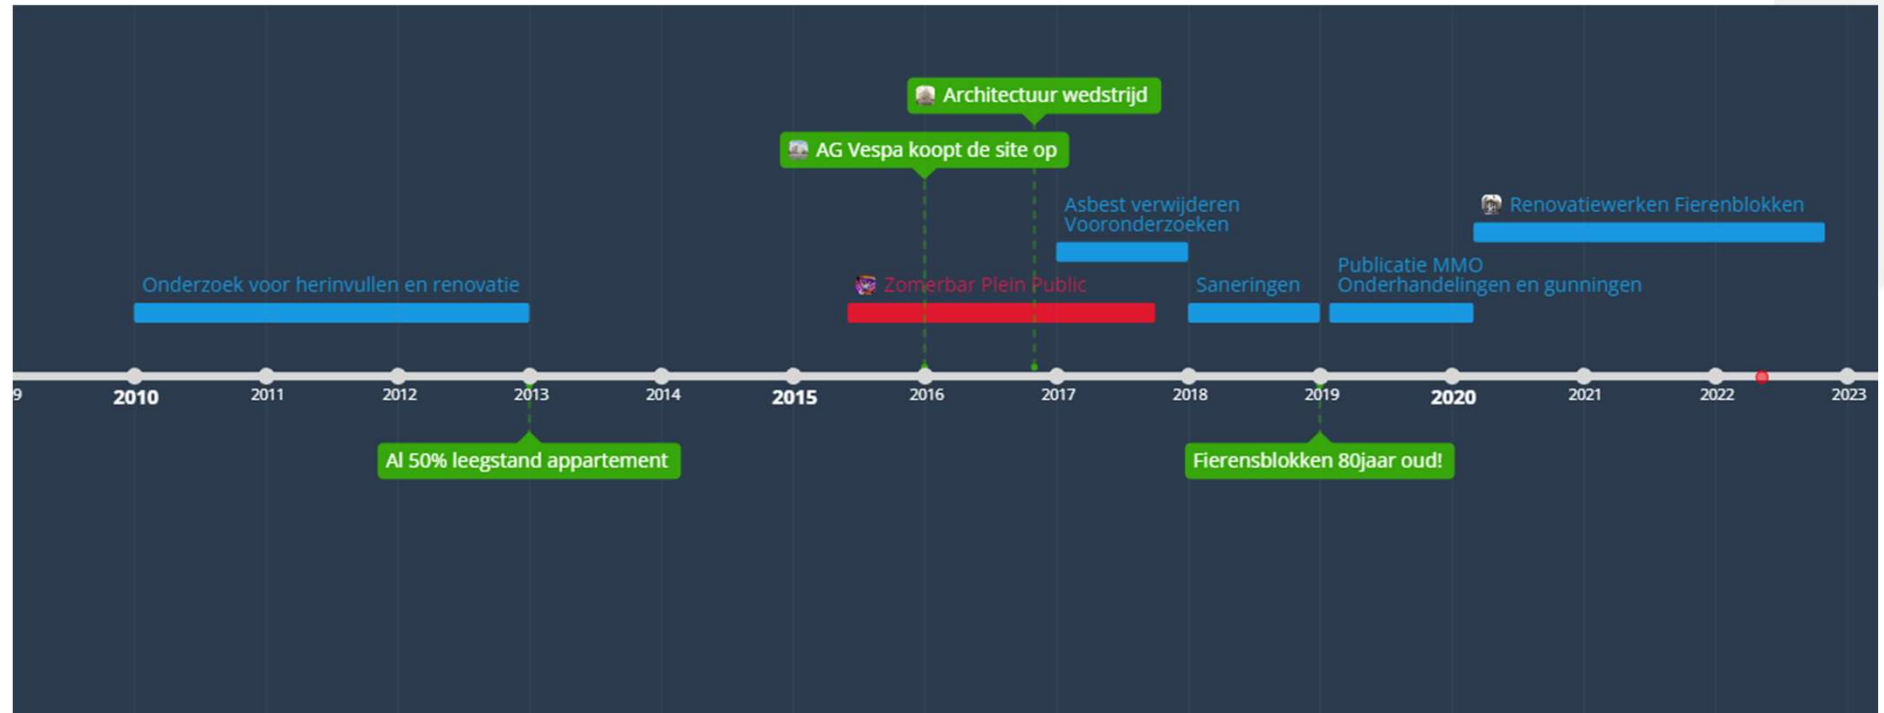 Architectuur wedstrijd
AG Vespa koopt de site op
Asbest verwijderen
Vooronderzoeken
Renovatiewerken Fierenblokken
Onderzoek voor herinvullen en renovatie
Zomerbar Plein Public
Saneringen
Publicatie MMO
Onderhandelingen en gunningen
9 2010 2011 2012 2013 2014 2015 2016 2017 2018 2019 2020 2021 2022 2023
Al 50% leegstand appartement
Fierensblokken 80jaar oud!